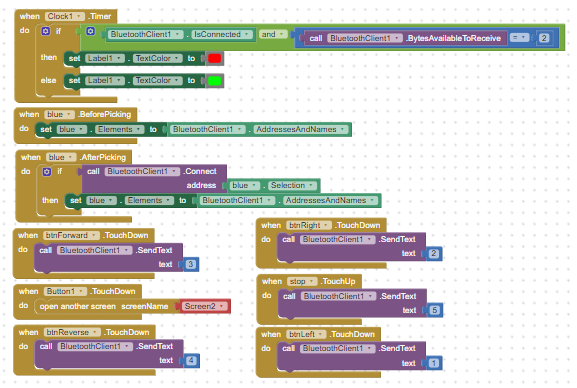 when Clock1 .Timer
do if BluetoothClient1 . IsConnected and call BluetoothClient1 .BytesAvailableToReceive = 2
then set Label1 . TextColor to
else set Label1 . TextColor to
when blue .BeforePicking
do set blue . Elements to BluetoothClient1 . AddressesAndNames
when blue .AfterPicking
do if call BluetoothClient1 .Connect
address blue . Selection
then set blue . Elements to BluetoothClient1 . AddressesAndNames
when btnForward .TouchDown
do call BluetoothClient1 .SendText
text 3
when btnRight .TouchDown
do call BluetoothClient1 .SendText
text 2
when Button1 .TouchDown
do open another screen screenName Screen2
when stop .TouchUp
do call BluetoothClient1 .SendText
text 5
when btnReverse .TouchDown
do call BluetoothClient1 .SendText
text 4
when btnLeft .TouchDown
do call BluetoothClient1 .SendText
text 1